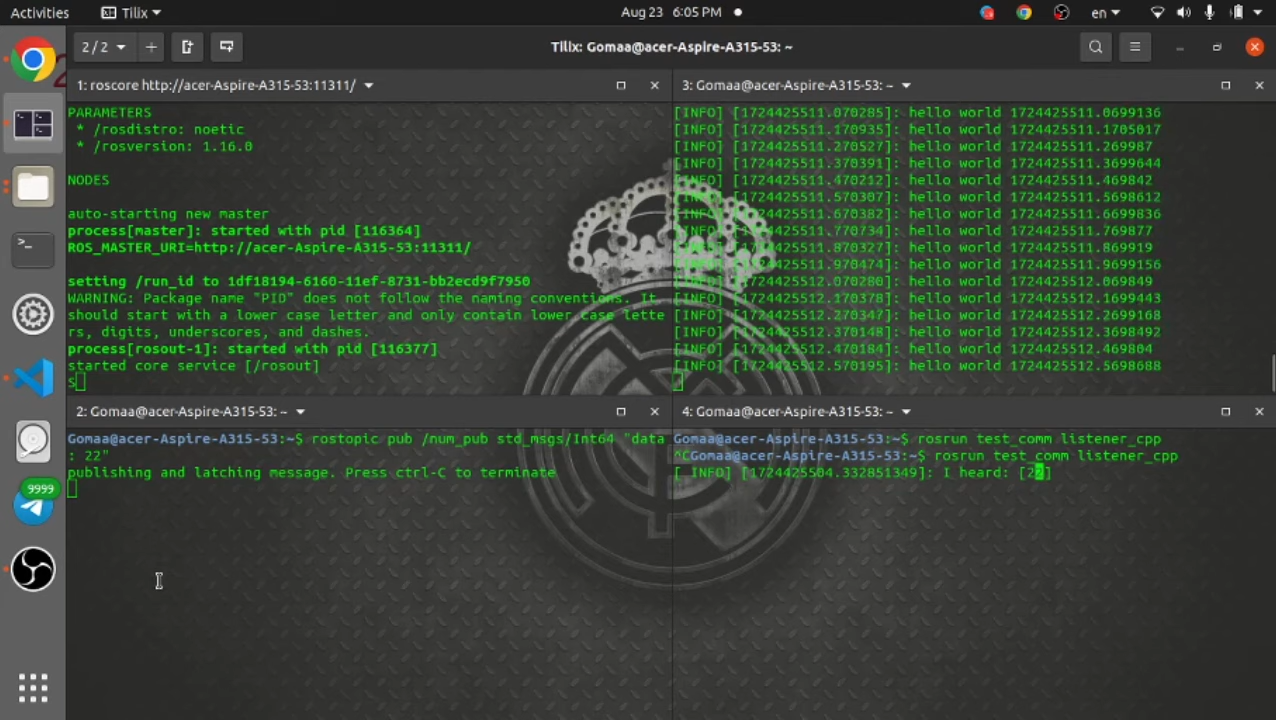 Activities
Tilix
Aug 23 6:05 PM
en
2 / 2
Tilix: Gomaa@acer-Aspire-A315-53: ~
1: roscore http://acer-Aspire-A315-53:11311/
PARAMETERS
* /rosdistro: noetic
* /rosversion: 1.16.0
NODES
auto-starting new master
process[master]: started with pid [116364]
ROS_MASTER_URI=http://acer-Aspire-A315-53:11311/
setting /run_id to 1df18194-6160-11ef-8731-bb2ecd9f7950
WARNING: Package name "PID" does not follow the naming conventions. It
should start with a lower case letter and only contain lower case lette
rs, digits, underscores, and dashes.
process[rosout-1]: started with pid [116377]
started core service [/rosout]
s
3: Gomaa@acer-Aspire-A315-53: ~
[INFO] [1724425511.070285]: hello world 1724425511.0699136
[INFO] [1724425511.170935]: hello world 1724425511.1705017
[INFO] [1724425511.270527]: hello world 1724425511.269987
[INFO] [1724425511.370391]: hello world 1724425511.3699644
[INFO] [1724425511.470212]: hello world 1724425511.469842
[INFO] [1724425511.570307]: hello world 1724425511.5698612
[INFO] [1724425511.670382]: hello world 1724425511.6699836
[INFO] [1724425511.770734]: hello world 1724425511.769877
[INFO] [1724425511.870327]: hello world 1724425511.869919
[INFO] [1724425511.970474]: hello world 1724425511.9699156
[INFO] [1724425512.070280]: hello world 1724425512.069849
[INFO] [1724425512.170378]: hello world 1724425512.1699443
[INFO] [1724425512.270347]: hello world 1724425512.2699168
[INFO] [1724425512.370148]: hello world 1724425512.3698492
[INFO] [1724425512.470184]: hello world 1724425512.469804
[INFO] [1724425512.570195]: hello world 1724425512.5698688
2: Gomaa@acer-Aspire-A315-53: ~
Gomaa@acer-Aspire-A315-53:~$ rostopic pub /num_pub std_msgs/Int64 "data
: 22"
publishing and latching message. Press ctrl-C to terminate
4: Gomaa@acer-Aspire-A315-53: ~
Gomaa@acer-Aspire-A315-53:~$ rosrun test_comm listener_cpp
^CGomaa@acer-Aspire-A315-53:~$ rosrun test_comm listener_cpp
[ INFO] [1724425504.332851349]: I heard: [22]
9999